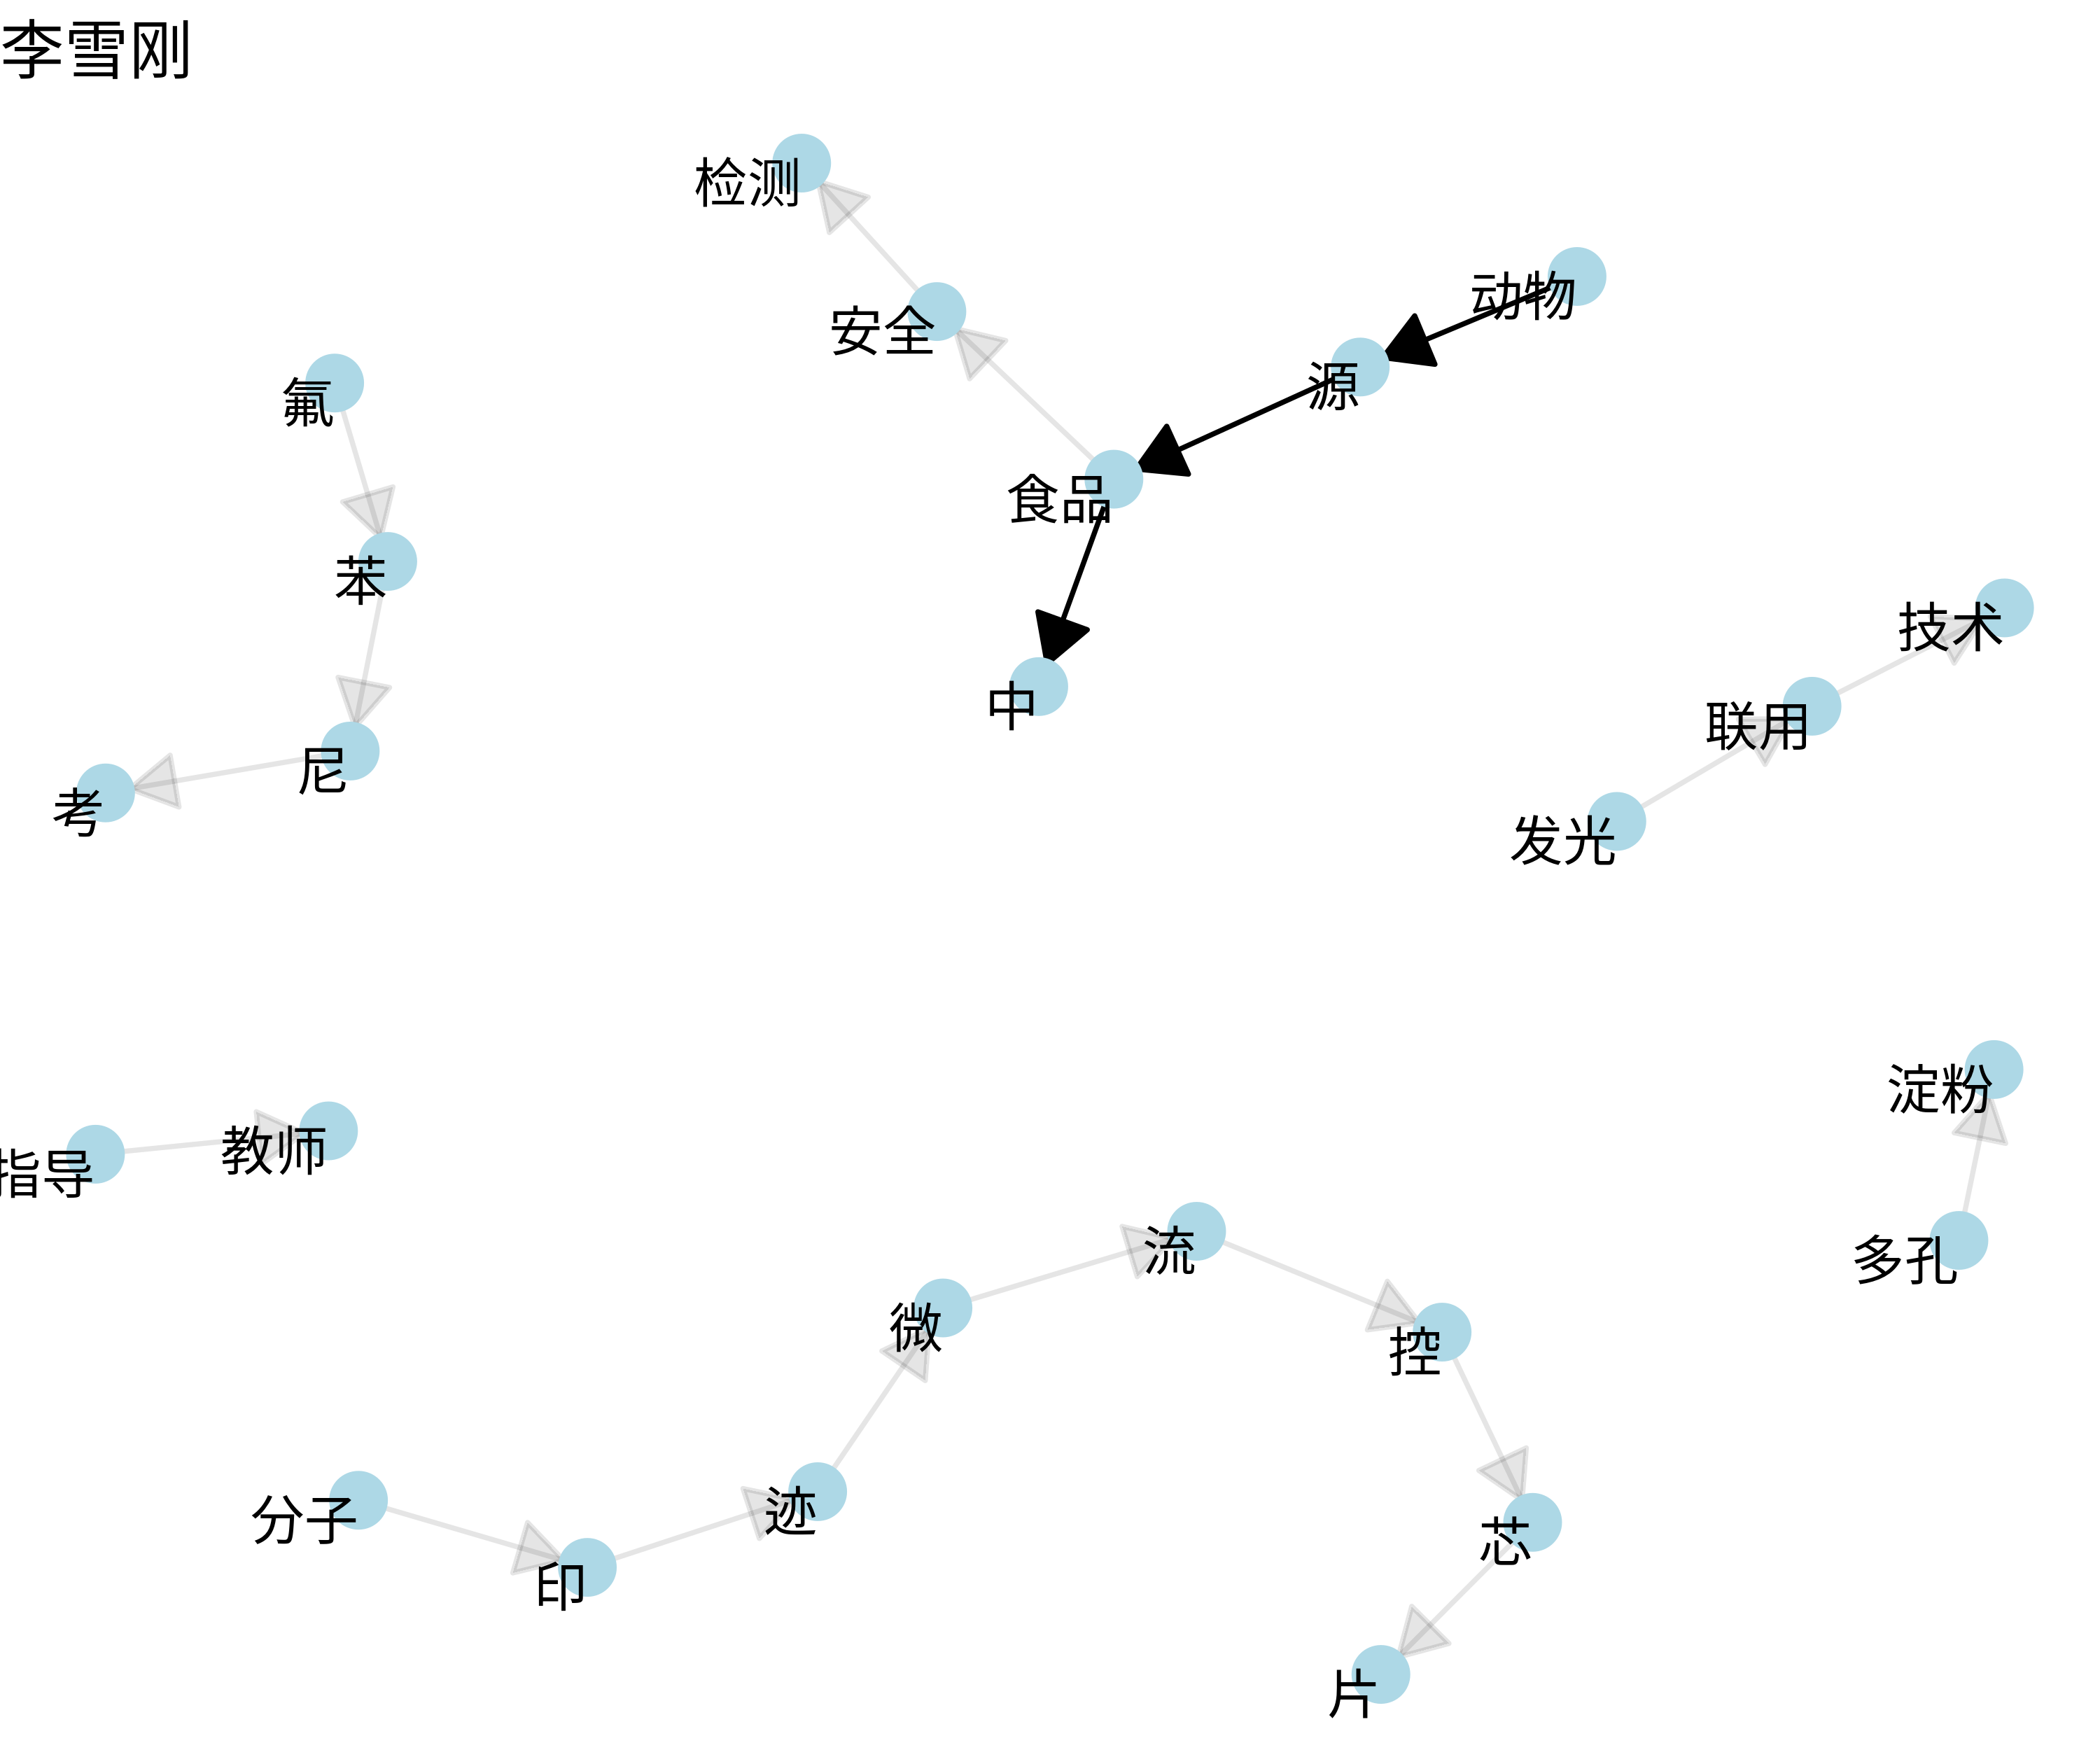 李雪刚
检测
动物
安全
源
氟
食品
苯
技术
中
联用
尼
考
发光
淀粉
教师
指导
流
多孔
微
控
迹
分子
芯
印
片